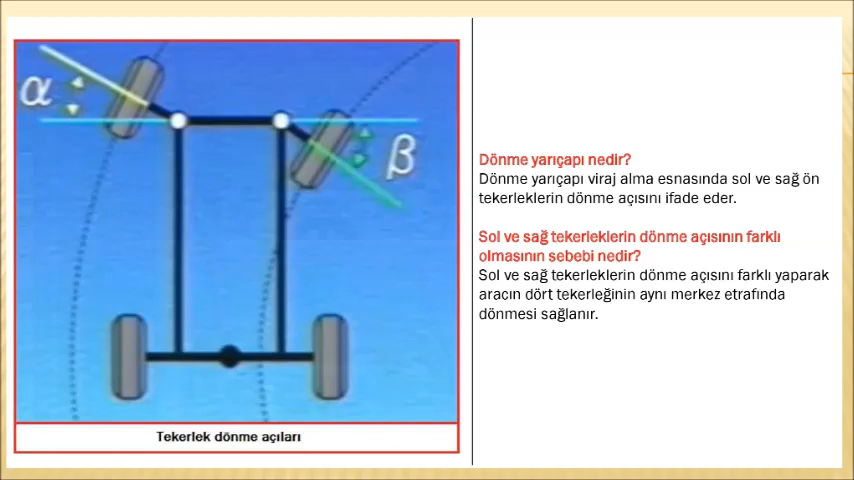 α
β
Tekerlek dönme açıları
Dönme yarıçapı nedir?
Dönme yarıçapı viraj alma esnasında sol ve sağ ön
tekerleklerin dönme açısını ifade eder.
Sol ve sağ tekerleklerin dönme açısının farklı
olmasının sebebi nedir?
Sol ve sağ tekerleklerin dönme açısını farklı yaparak
aracın dört tekerleğinin aynı merkez etrafında
dönmesi sağlanır.